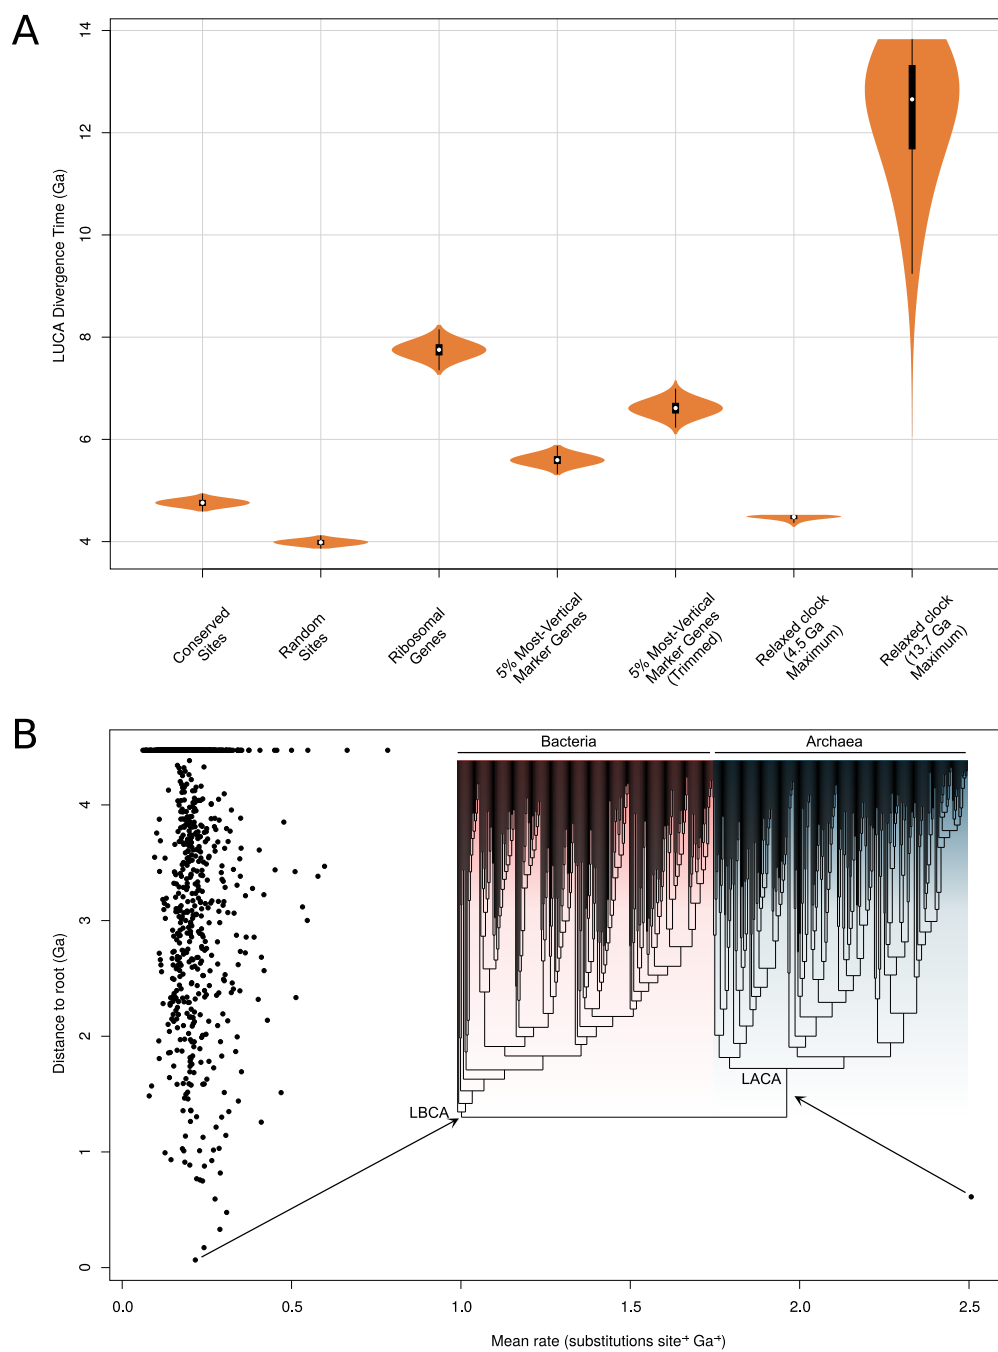 A
14
12
10
8
6
4
LUCA Divergence Time (Ga)
Conserved
Sites
Random
Sites
Ribosomal
Genes
5% Most-Vertical
Marker Genes
5% Most-Vertical
Marker Genes
(Trimmed)
Relaxed clock
(4.5 Ga
Maximum)
Relaxed clock
(13.7 Ga
Maximum)
B
Bacteria
Archaea
4
3
2
1
0
Distance to root (Ga)
LBCA
LACA
0.0
0.5
1.0
1.5
2.0
2.5
Mean rate (substitutions site⁻¹ Ga⁻¹)